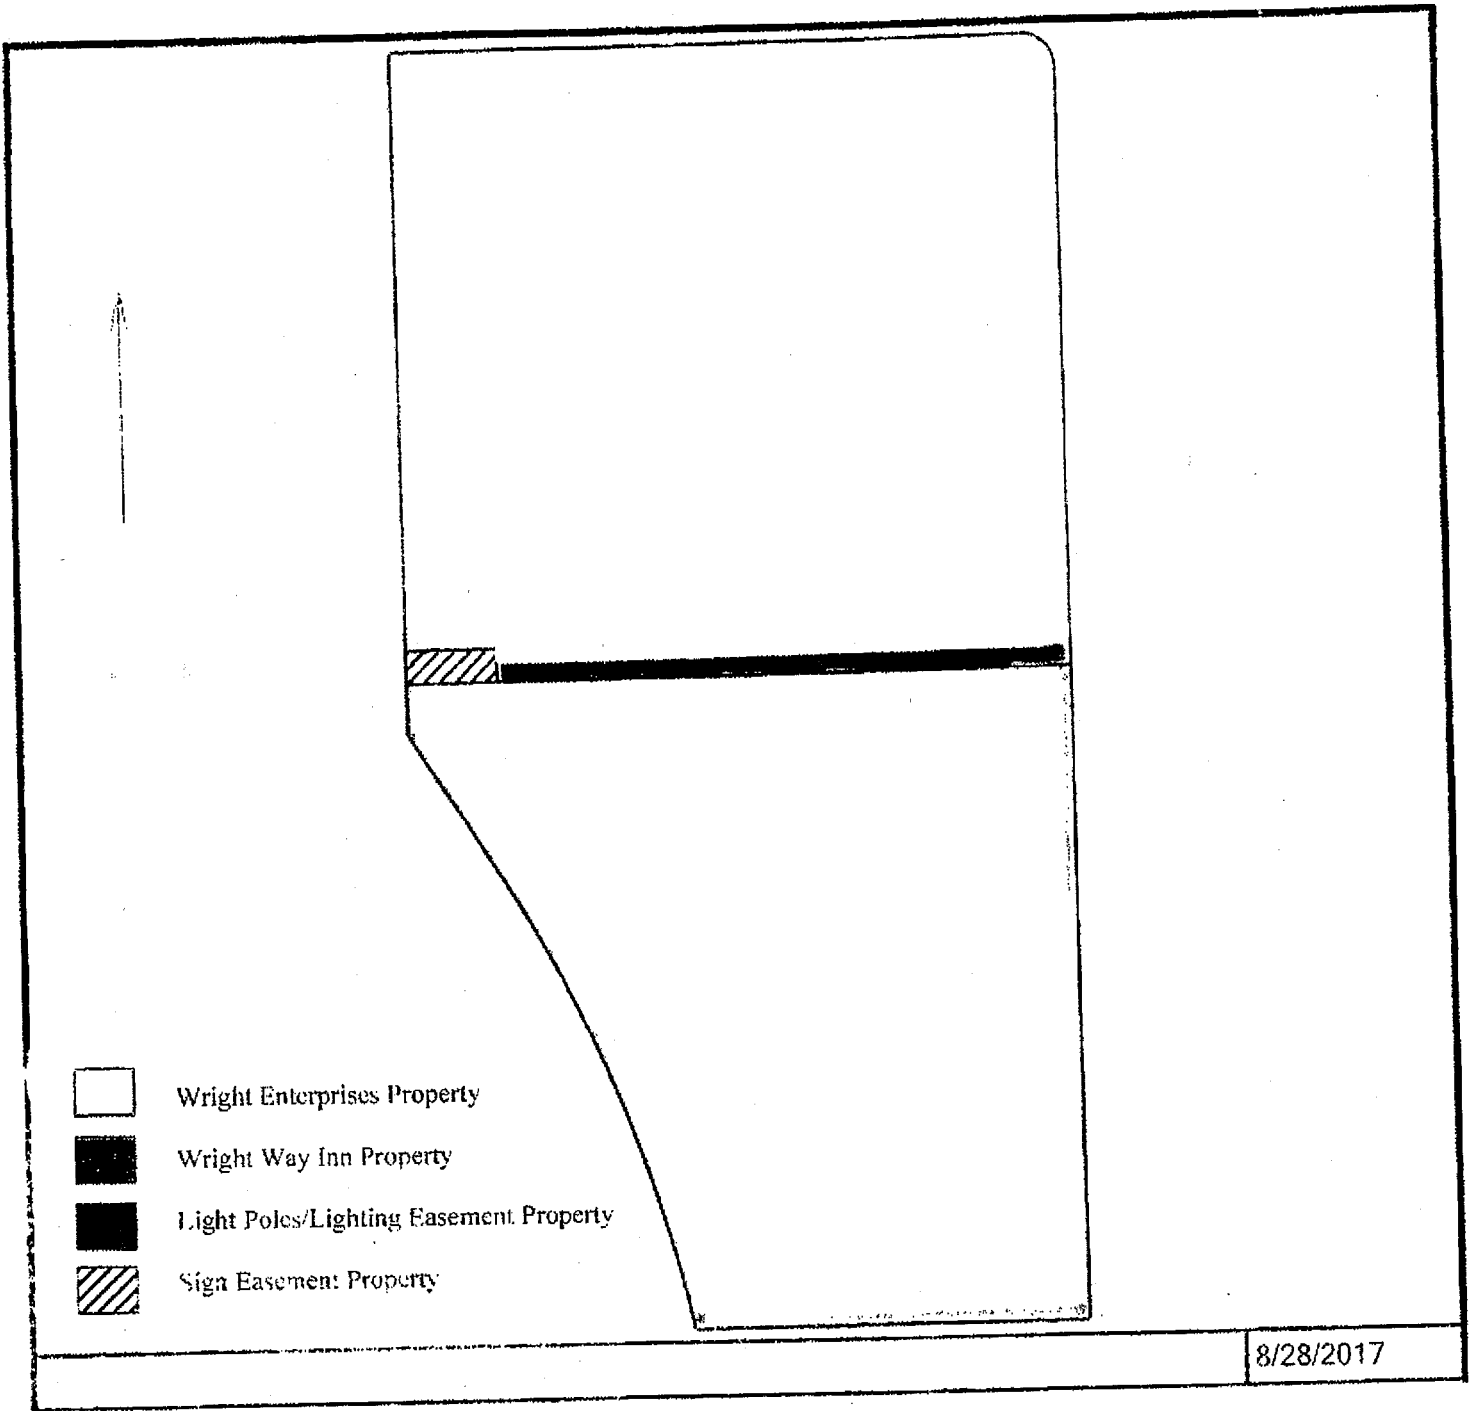 Wright Enterprises Property
Wright Way Inn Property
Light Poles/Lighting Easement Property
Sign Easement Property
8/28/2017